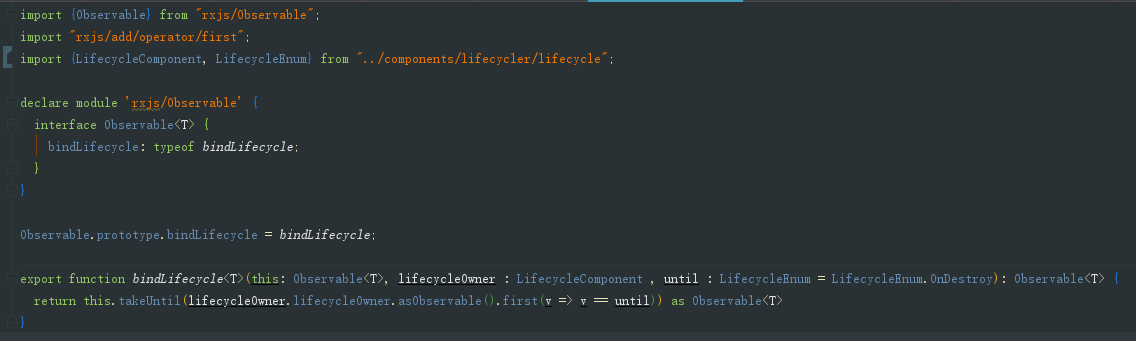 import {Observable} from "rxjs/Observable";
import "rxjs/add/operator/first";
import {LifecycleComponent, LifecycleEnum} from "../components/lifecycler/lifecycle";
declare module 'rxjs/Observable' {
interface Observable<T> {
bindLifecycle: typeof bindLifecycle;
}
}
Observable.prototype.bindLifecycle = bindLifecycle;
export function bindLifecycle<T>(this: Observable<T>, lifecycleOwner : LifecycleComponent , until : LifecycleEnum = LifecycleEnum.OnDestroy): Observable<T> {
return this.takeUntil(lifecycleOwner.lifecycleOwner.asObservable().first(v => v == until)) as Observable<T>
}